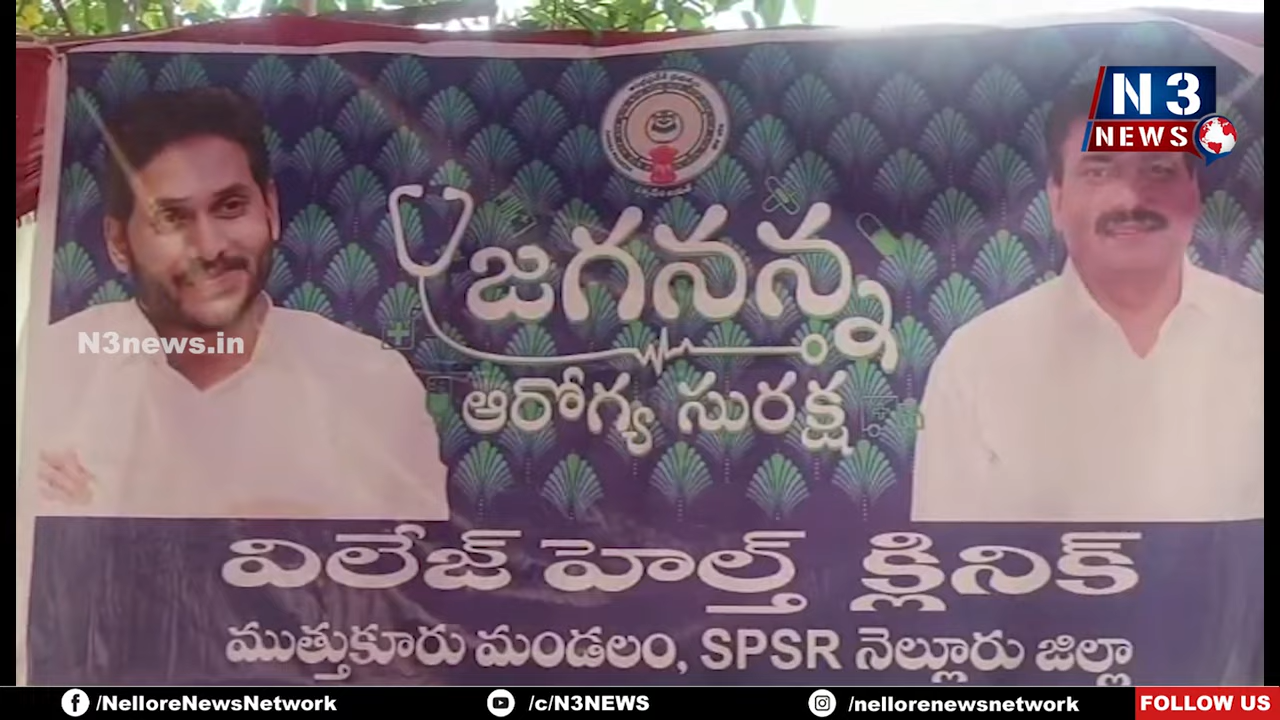 N3
NEWS
జగనన్న
N3news.in
ఆరోగ్య సురక్ష
విలేజ్ హెల్త్ క్లినిక్
ముత్తుకూరు మండలం, SPSR నెల్లూరు జిల్లా
/NelloreNewsNetwork
/c/N3NEWS
/nellorenewsnetwork
FOLLOW US